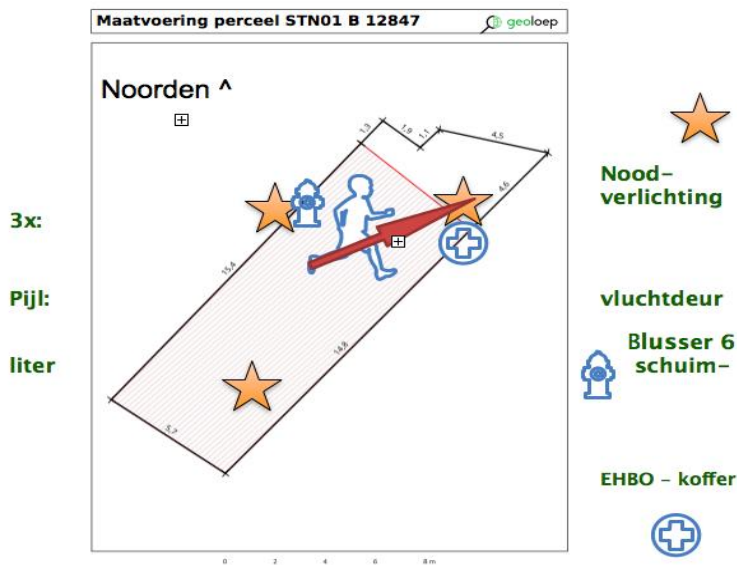 Maatvoering perceel STN01 B 12847
geoloep
Noorden ^
1,3
1,9
1,1
4,5
4,6
15,4
14,8
5,7
0 2 4 6 8 m
3x:
Nood-
verlichting
Pijl:
vluchtdeur
Blusser 6
liter
schuim-
EHBO - koffer